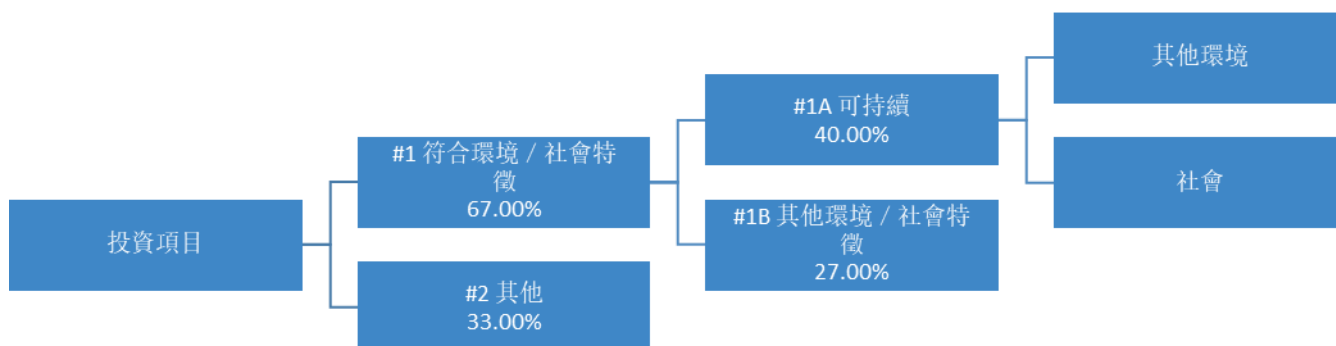 投資項目
#1 符合環境 / 社會特
徵
67.00%
#2 其他
33.00%
#1A 可持續
40.00%
#1B 其他環境 / 社會特
徵
27.00%
其他環境
社會